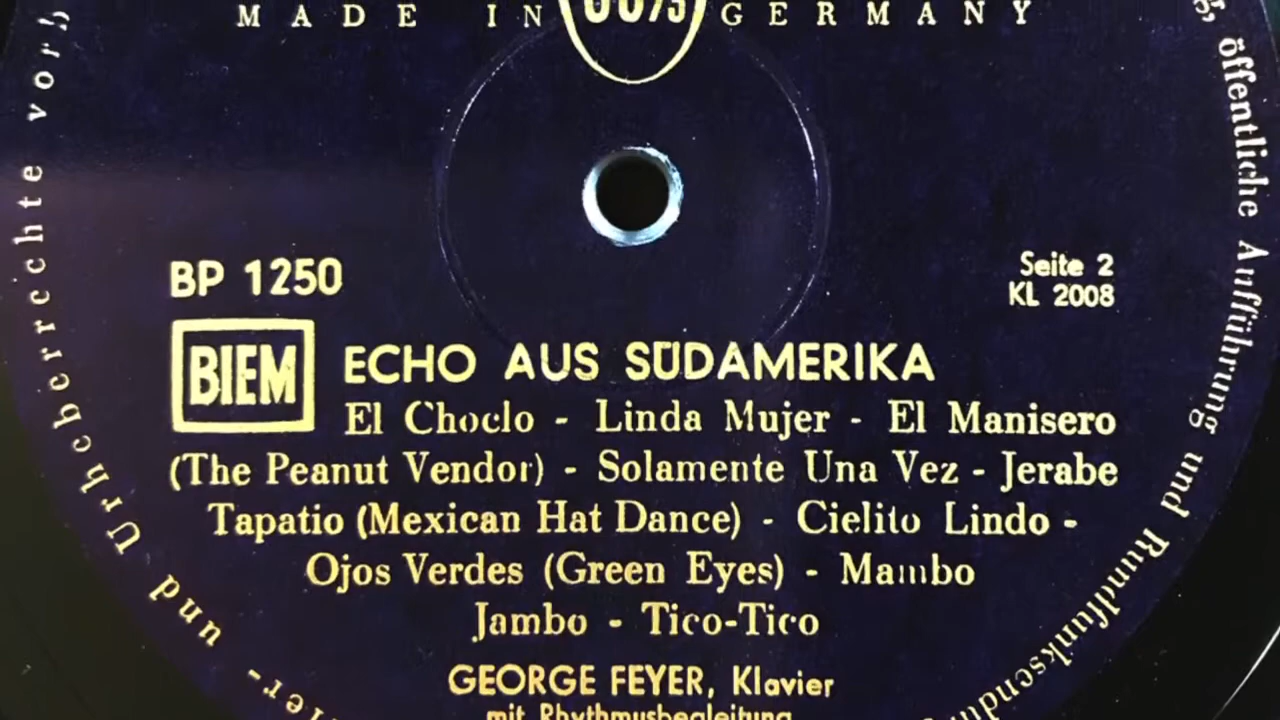 MADE IN GERMANY
BP 1250
Seite 2
KL 2008
BIEM
ECHO AUS SÜDAMERIKA
El Choclo - Linda Mujer - El Manisero
(The Peanut Vendor) - Solamente Una Vez - Jerabe
Tapatio (Mexican Hat Dance) - Cielito Lindo -
Ojos Verdes (Green Eyes) - Mambo
Jambo - Tico-Tico
GEORGE FEYER, Klavier
mit Rhythmusbegleitung
und Urheberrechte
öffentliche Aufführung und